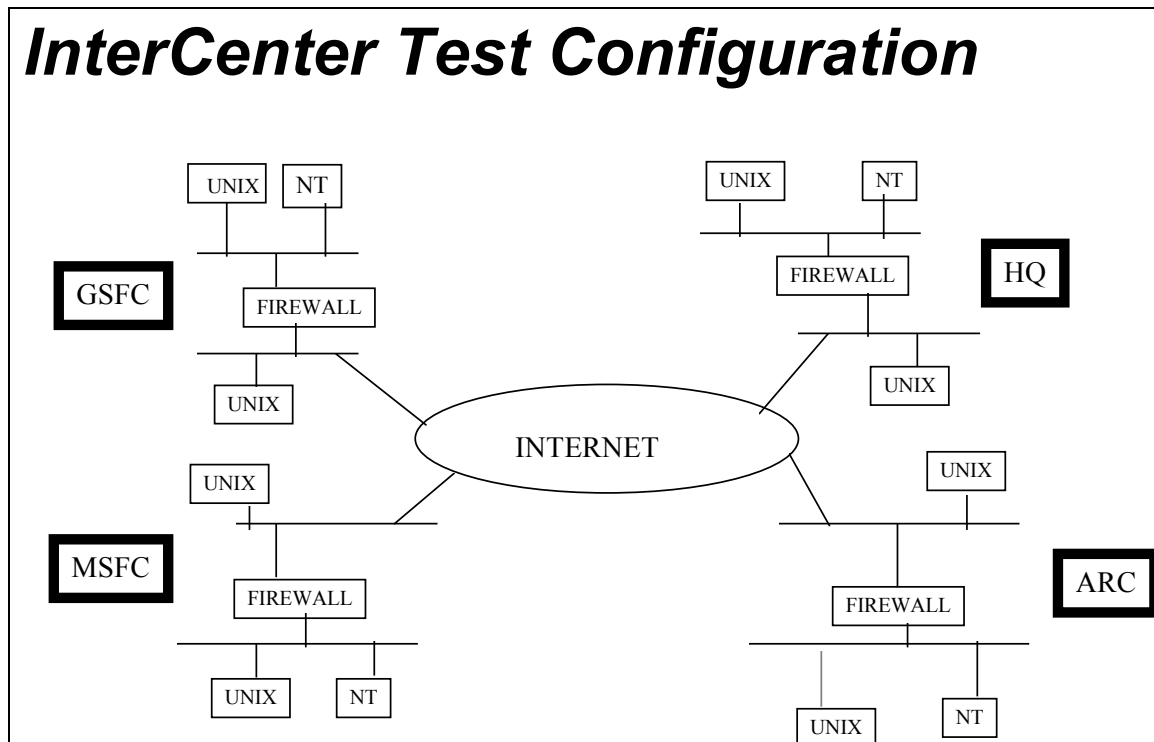 InterCenter Test Configuration
UNIX
NT
GSFC
FIREWALL
UNIX
UNIX
NT
HQ
FIREWALL
UNIX
INTERNET
UNIX
MSFC
FIREWALL
UNIX
NT
UNIX
ARC
FIREWALL
UNIX
NT